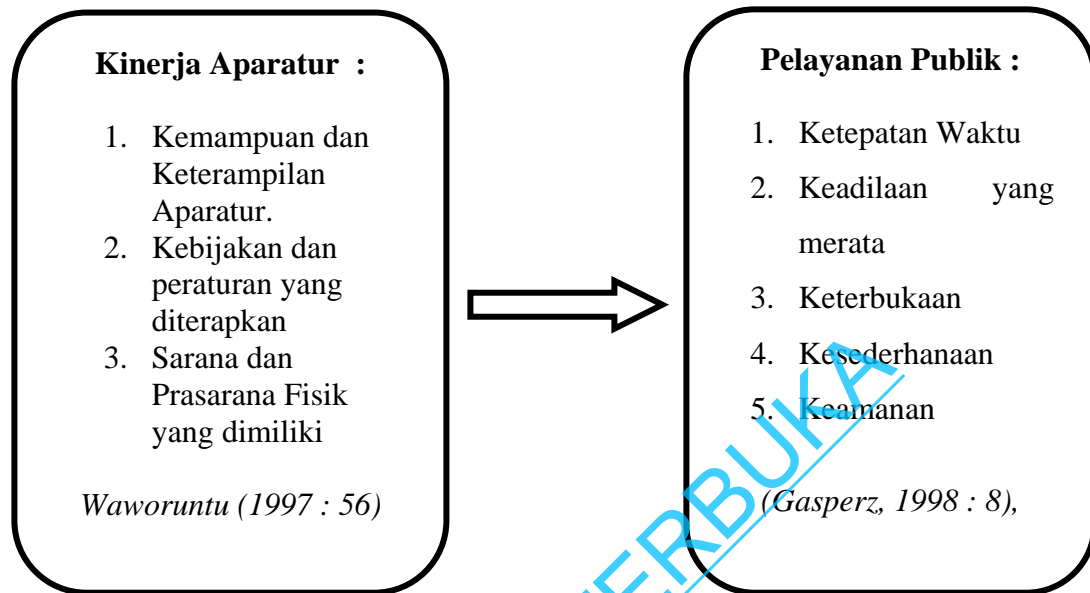 Kinerja Aparatur :
1. Kemampuan dan
Keterampilan
Aparatur.
2. Kebijakan dan
peraturan yang
diterapkan
3. Sarana dan
Prasarana Fisik
yang dimiliki
Waworuntu (1997 : 56)
Pelayanan Publik :
1. Ketepatan Waktu
2. Keadilaan yang
merata
3. Keterbukaan
4. Kesederhanaan
5. Keamanan
(Gasperz, 1998 : 8),
ERBUKA